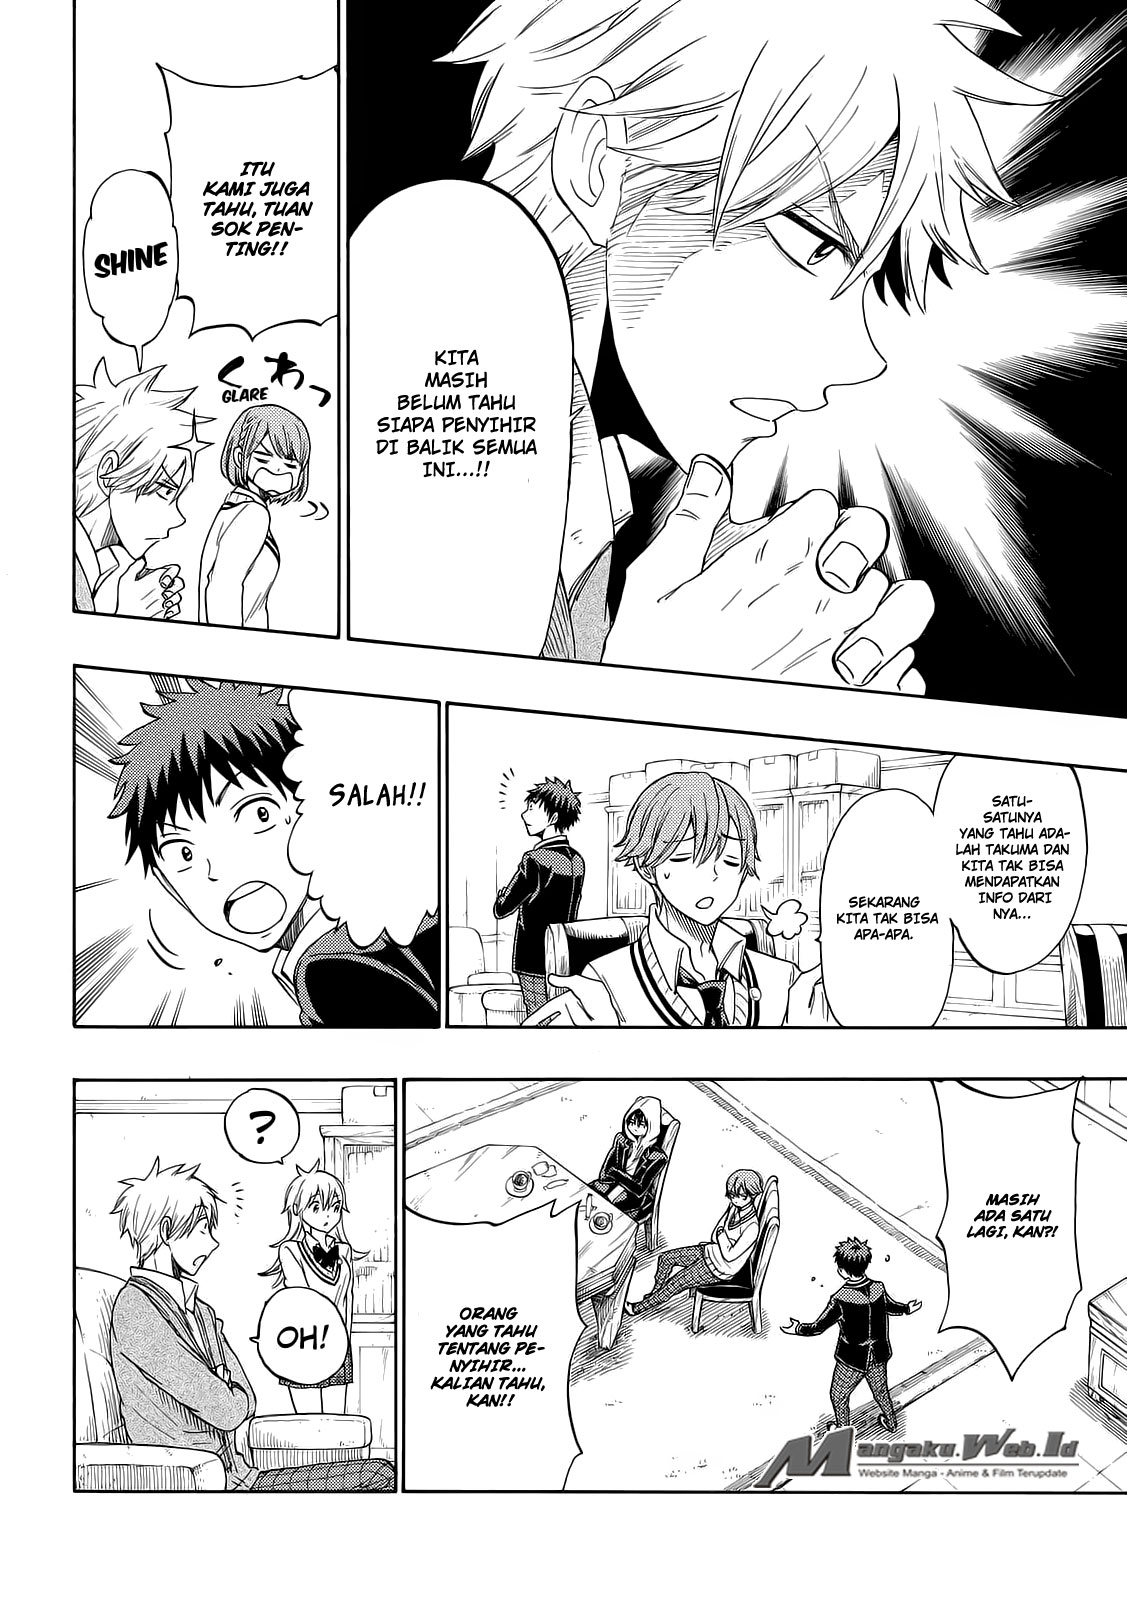 KITA
MASIH
BELUM TAHU
SIAPA PENYIHIR
DI BALIK SEMUA
INI...!!
ITU
KAMI JUGA
TAHU, TUAN
SOK PEN-
TING!!
SHINE
くわっ
GLARE
SATU-
SATUNYA
YANG TAHU ADA-
LAH TAKUMA DAN
KITA TAK BISA
MENDAPATKAN
INFO DARI
NYA...
SEKARANG
KITA TAK BISA
APA-APA.
SALAH!!
MASIH
ADA SATU
LAGI, KAN?!
ORANG
YANG TAHU
TENTANG PE-
NYIHIR...
KALIAN TAHU,
KAN!!
?
OH!
Mangaku.Web.Id
Website Manga - Anime & Film Terupdate